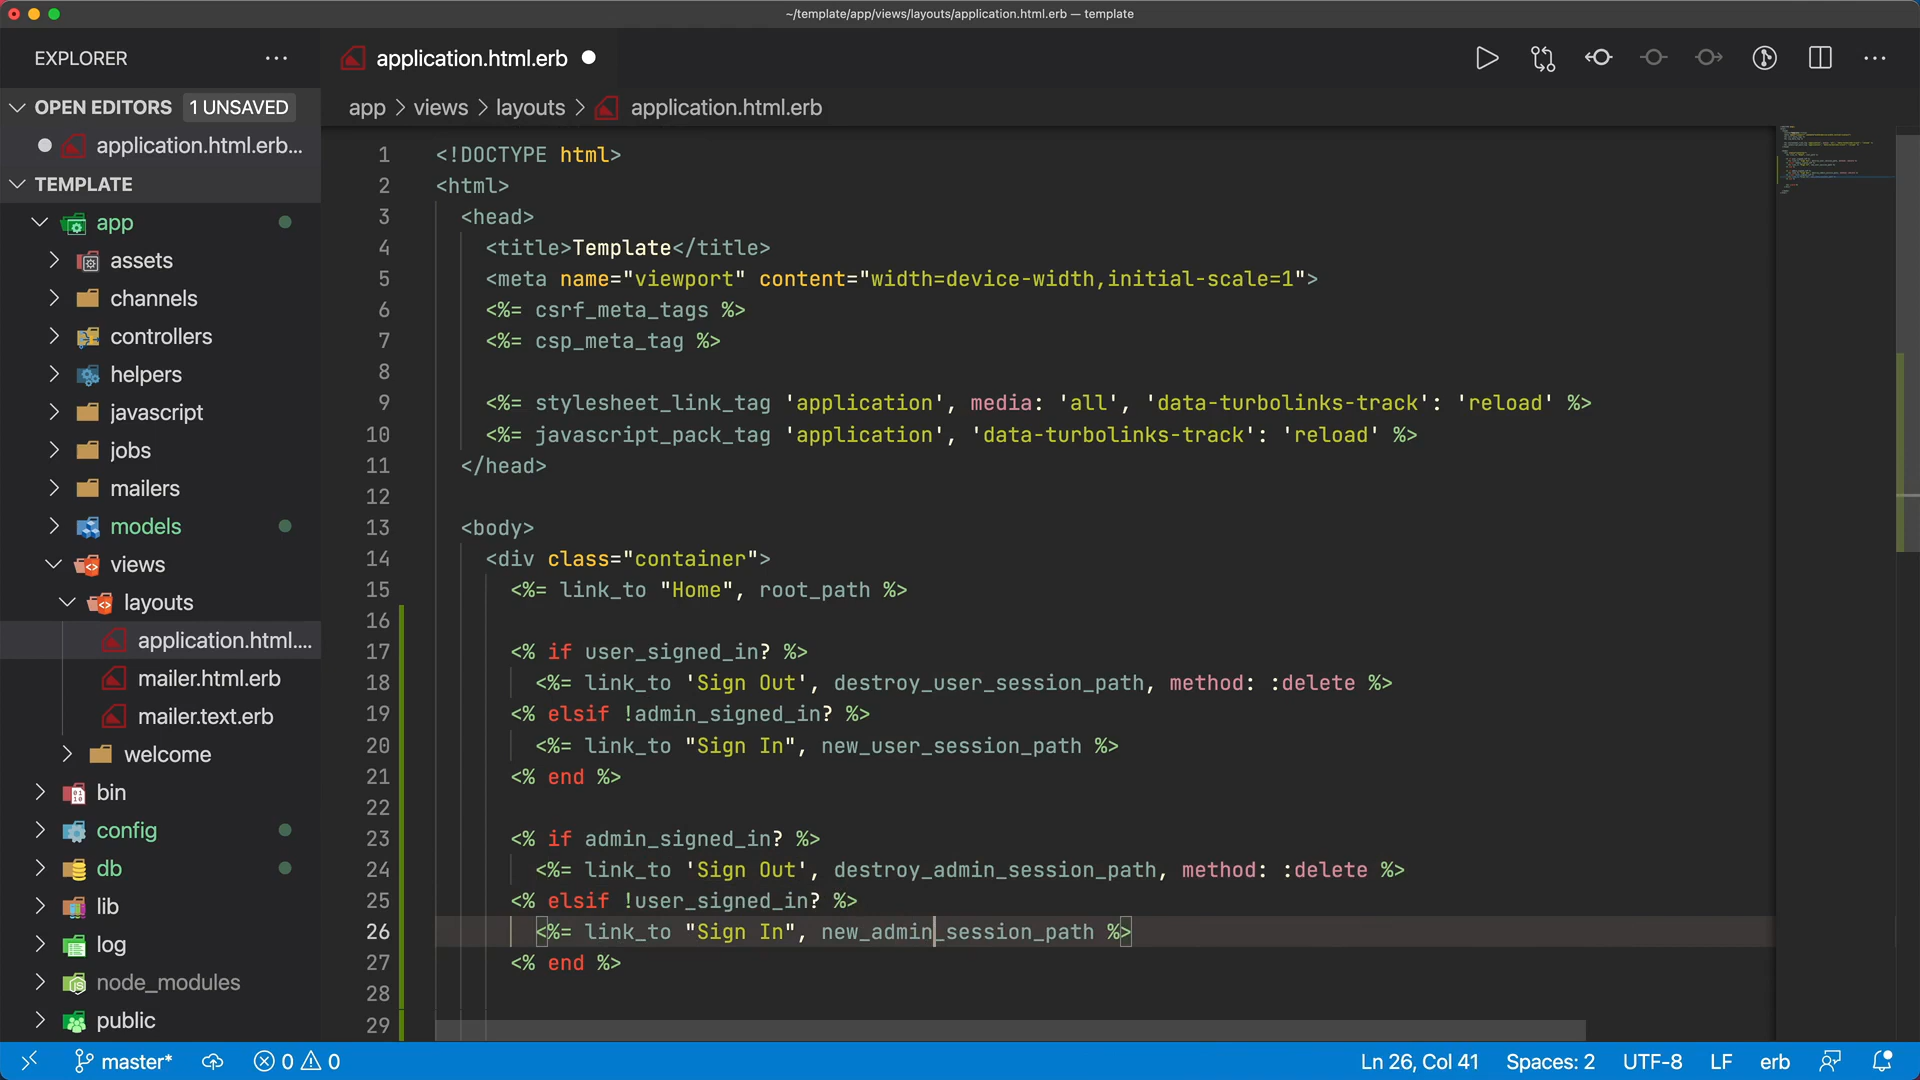 ~/template/app/views/layouts/application.html.erb — template
EXPLORER
application.html.erb
OPEN EDITORS 1 UNSAVED
app > views > layouts > application.html.erb
application.html.erb...
TEMPLATE
app
assets
channels
controllers
helpers
javascript
jobs
mailers
models
views
layouts
application.html....
mailer.html.erb
mailer.text.erb
welcome
bin
config
db
lib
log
node_modules
public
1 <!DOCTYPE html>
2 <html>
3 <head>
4 <title>Template</title>
5 <meta name="viewport" content="width=device-width,initial-scale=1">
6 <%= csrf_meta_tags %>
7 <%= csp_meta_tag %>
8
9 <%= stylesheet_link_tag 'application', media: 'all', 'data-turbolinks-track': 'reload' %>
10 <%= javascript_pack_tag 'application', 'data-turbolinks-track': 'reload' %>
11 </head>
12
13 <body>
14 <div class="container">
15 <%= link_to "Home", root_path %>
16
17 <% if user_signed_in? %>
18 <%= link_to 'Sign Out', destroy_user_session_path, method: :delete %>
19 <% elsif !admin_signed_in? %>
20 <%= link_to "Sign In", new_user_session_path %>
21 <% end %>
22
23 <% if admin_signed_in? %>
24 <%= link_to 'Sign Out', destroy_admin_session_path, method: :delete %>
25 <% elsif !user_signed_in? %>
26 <%= link_to "Sign In", new_admin_session_path %>
27 <% end %>
28
29
master* 0 0 Ln 26, Col 41 Spaces: 2 UTF-8 LF erb